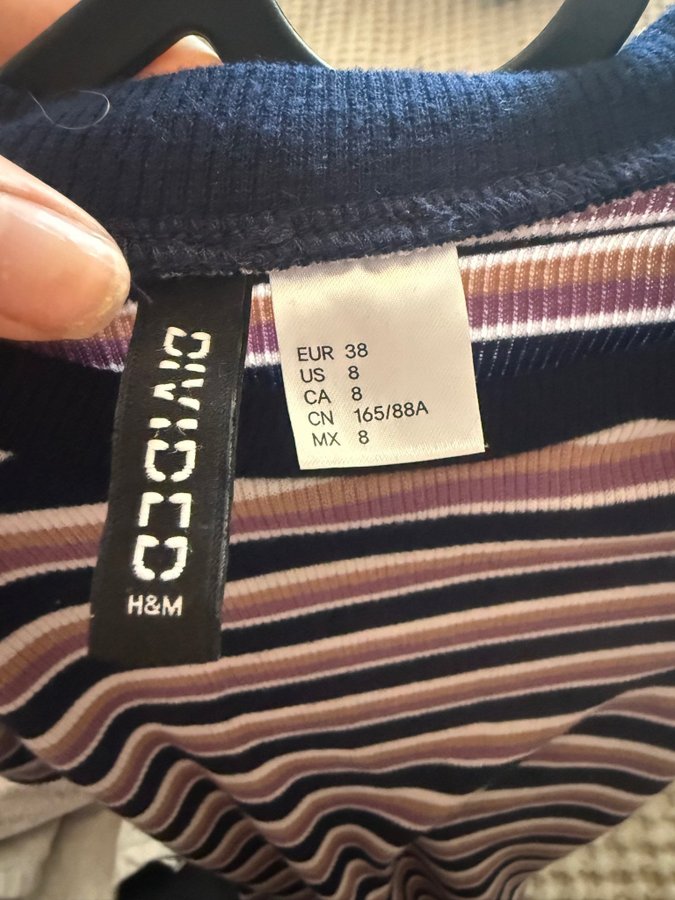 DIVIDED
H&M
EUR 38
US 8
CA 8
CN 165/88A
MX 8